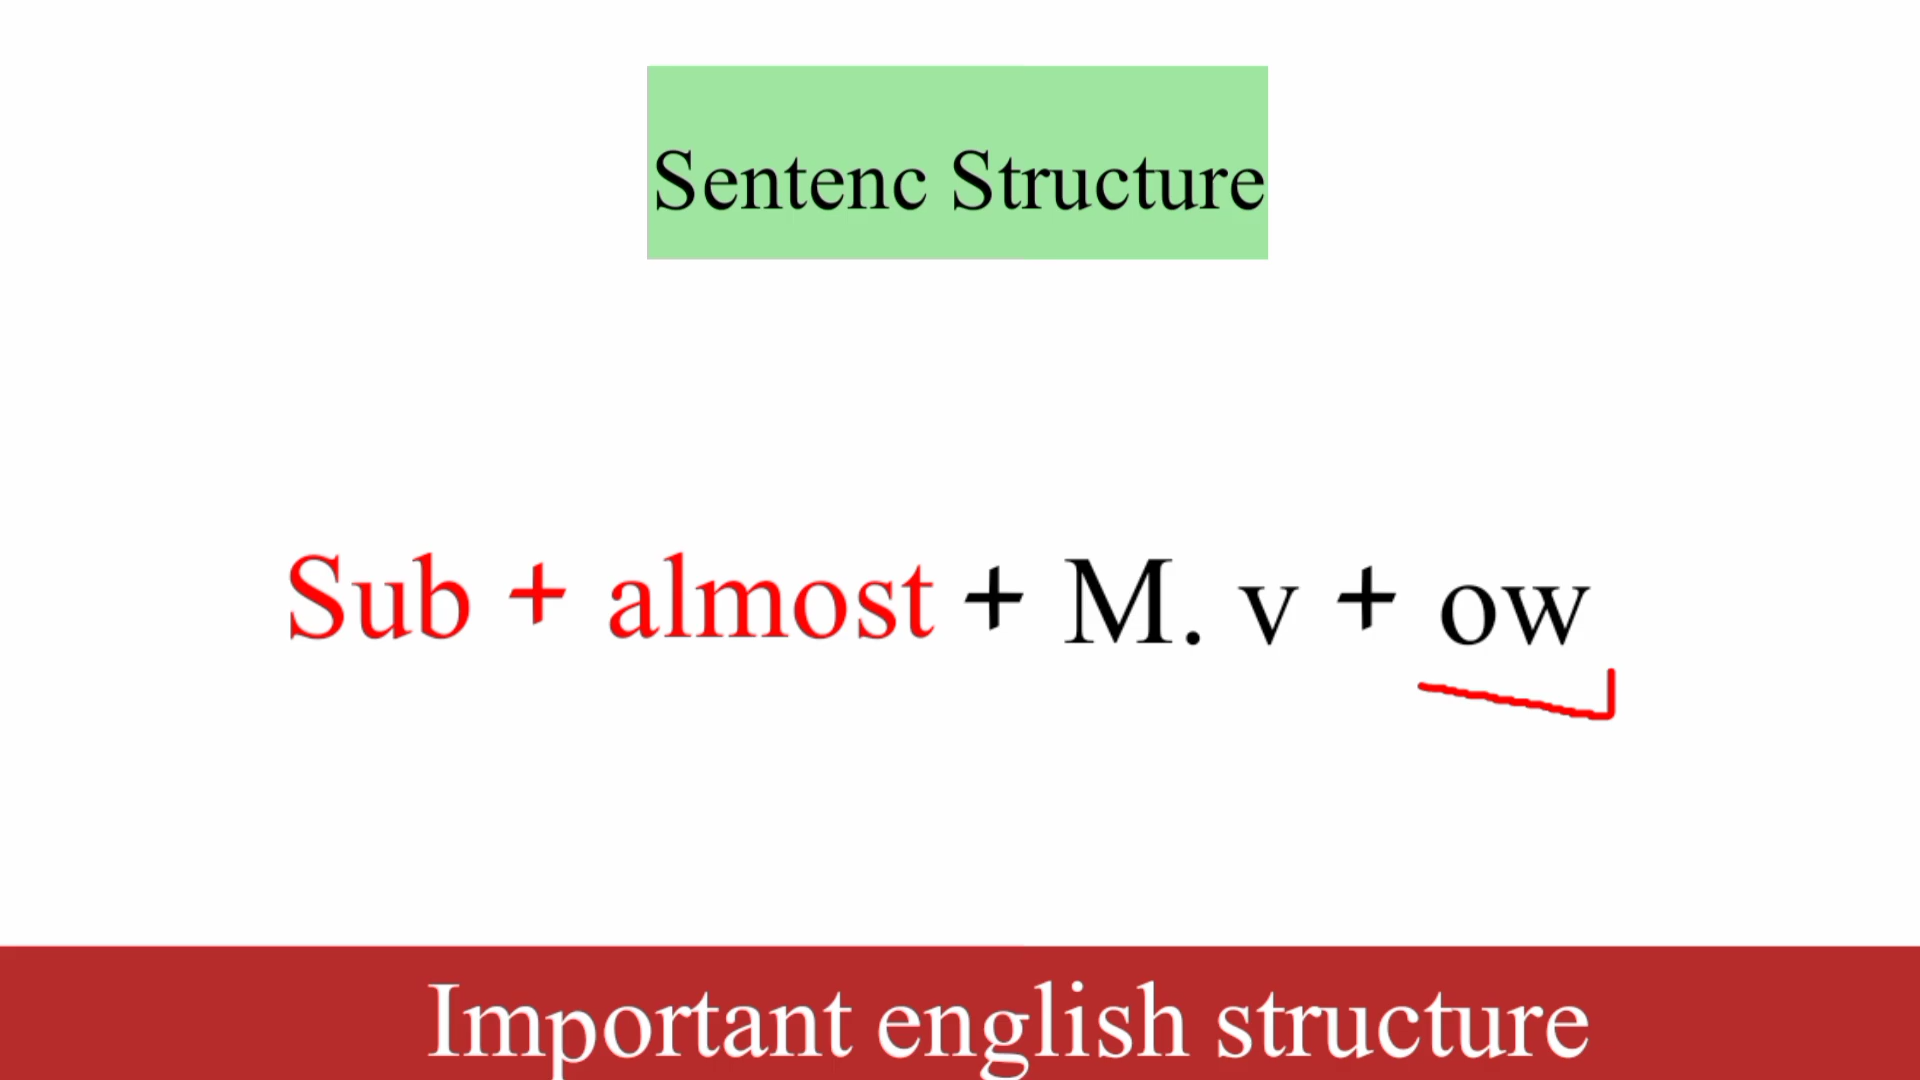 Sentenc Structure
Sub + almost + M. v + ow
Important english structure